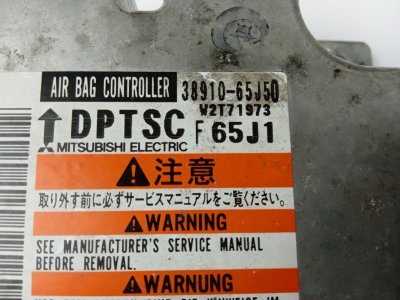 AIR BAG CONTROLLER 38910-65J50
W2T71973
DPTSC F 65J1
MITSUBISHI ELECTRIC
注意
取り外す前に必ずサービスマニュアルをご覧ください。
WARNING
SEE MANUFACTURER'S SERVICE MANUAL
BEFORE REMOVAL.
WARNUNG